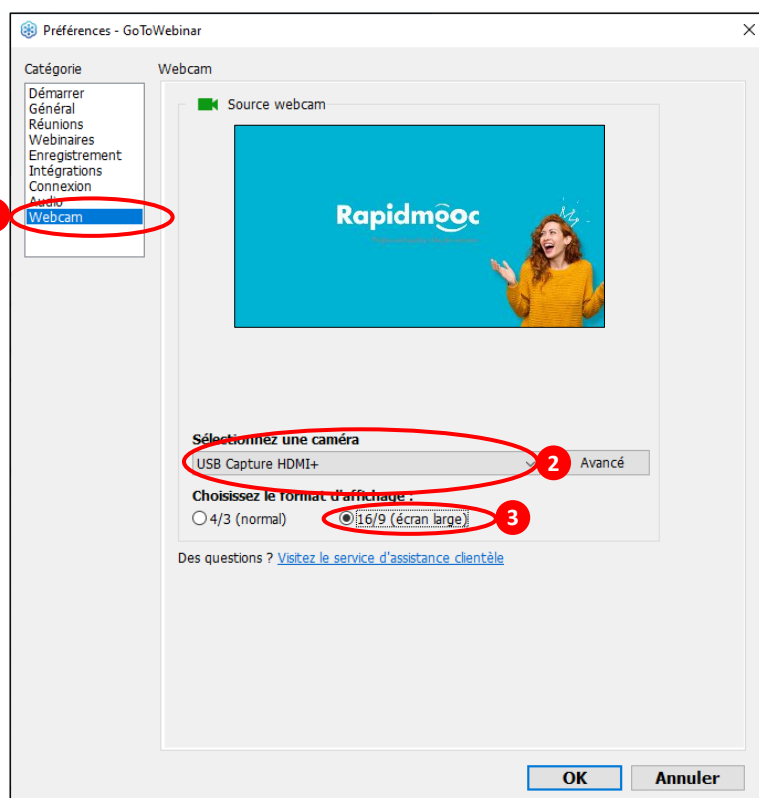 Préférences - GoToWebinar
Catégorie
Webcam
Démarrer
Général
Réunions
Webinaires
Enregistrement
Intégrations
Connexion
Audio
Webcam
Source webcam
Rapidmooc
Sélectionnez une caméra
USB Capture HDMI+
2
Avancé
Choisissez le format d'affichage :
4/3 (normal)
16/9 (écran large)
3
Des questions ? Visitez le service d'assistance clientèle
OK
Annuler